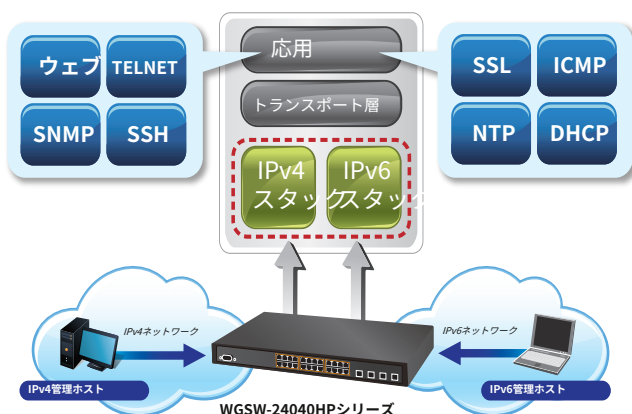 応用
ウェブ TELNET
SNMP SSH
SSL ICMP
NTP DHCP
トランスポート層
IPv4
スタック
IPv6
スタック
IPv4ネットワーク
IPv6ネットワーク
IPv4管理ホスト
IPv6管理ホスト
WGSW-24040HPシリーズ